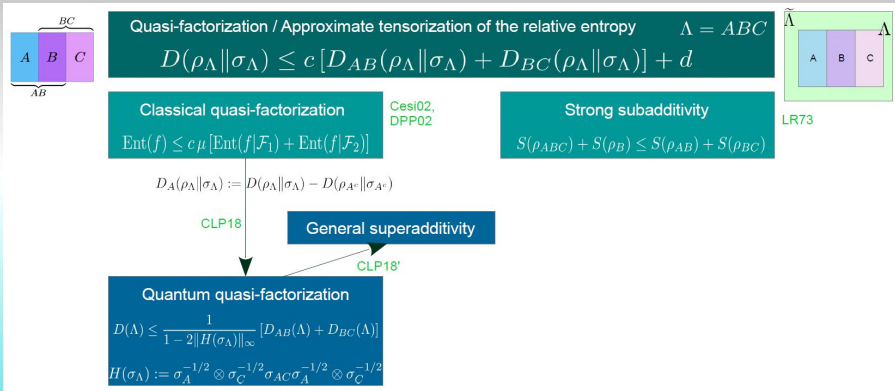 Quasi-factorization / Approximate tensorization of the relative entropy Λ = ABC
D(ρ_Λ||σ_Λ) ≤ c [D_AB(ρ_Λ||σ_Λ) + D_BC(ρ_Λ||σ_Λ)] + d
BC
A B C
AB
Λ̃
Λ
A B C
Classical quasi-factorization
Ent(f) ≤ c μ [Ent(f|F_1) + Ent(f|F_2)]
Cesi02,
DPP02
Strong subadditivity
S(ρ_ABC) + S(ρ_B) ≤ S(ρ_AB) + S(ρ_BC)
LR73
D_A(ρ_Λ||σ_Λ) := D(ρ_Λ||σ_Λ) − D(ρ_A^c||σ_A^c)
CLP18
General superadditivity
CLP18'
Quantum quasi-factorization
D(Λ) ≤ 1/(1 − 2||H(σ_Λ)||_∞) [D_AB(Λ) + D_BC(Λ)]
H(σ_Λ) := σ_A^{-1/2} ⊗ σ_C^{-1/2} σ_AC σ_A^{-1/2} ⊗ σ_C^{-1/2}